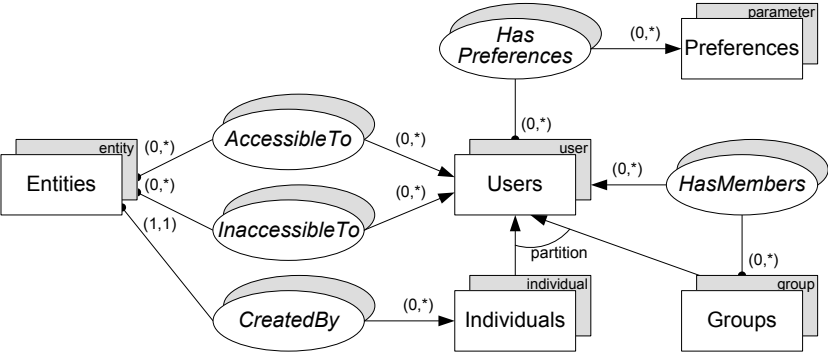 Has
Preferences
(0,*)
parameter
Preferences
(0,*)
entity
Entities
(0,*)
(0,*)
(1,1)
AccessibleTo
(0,*)
InaccessibleTo
(0,*)
user
Users
(0,*)
HasMembers
partition
(0,*)
CreatedBy
(0,*)
individual
Individuals
group
Groups